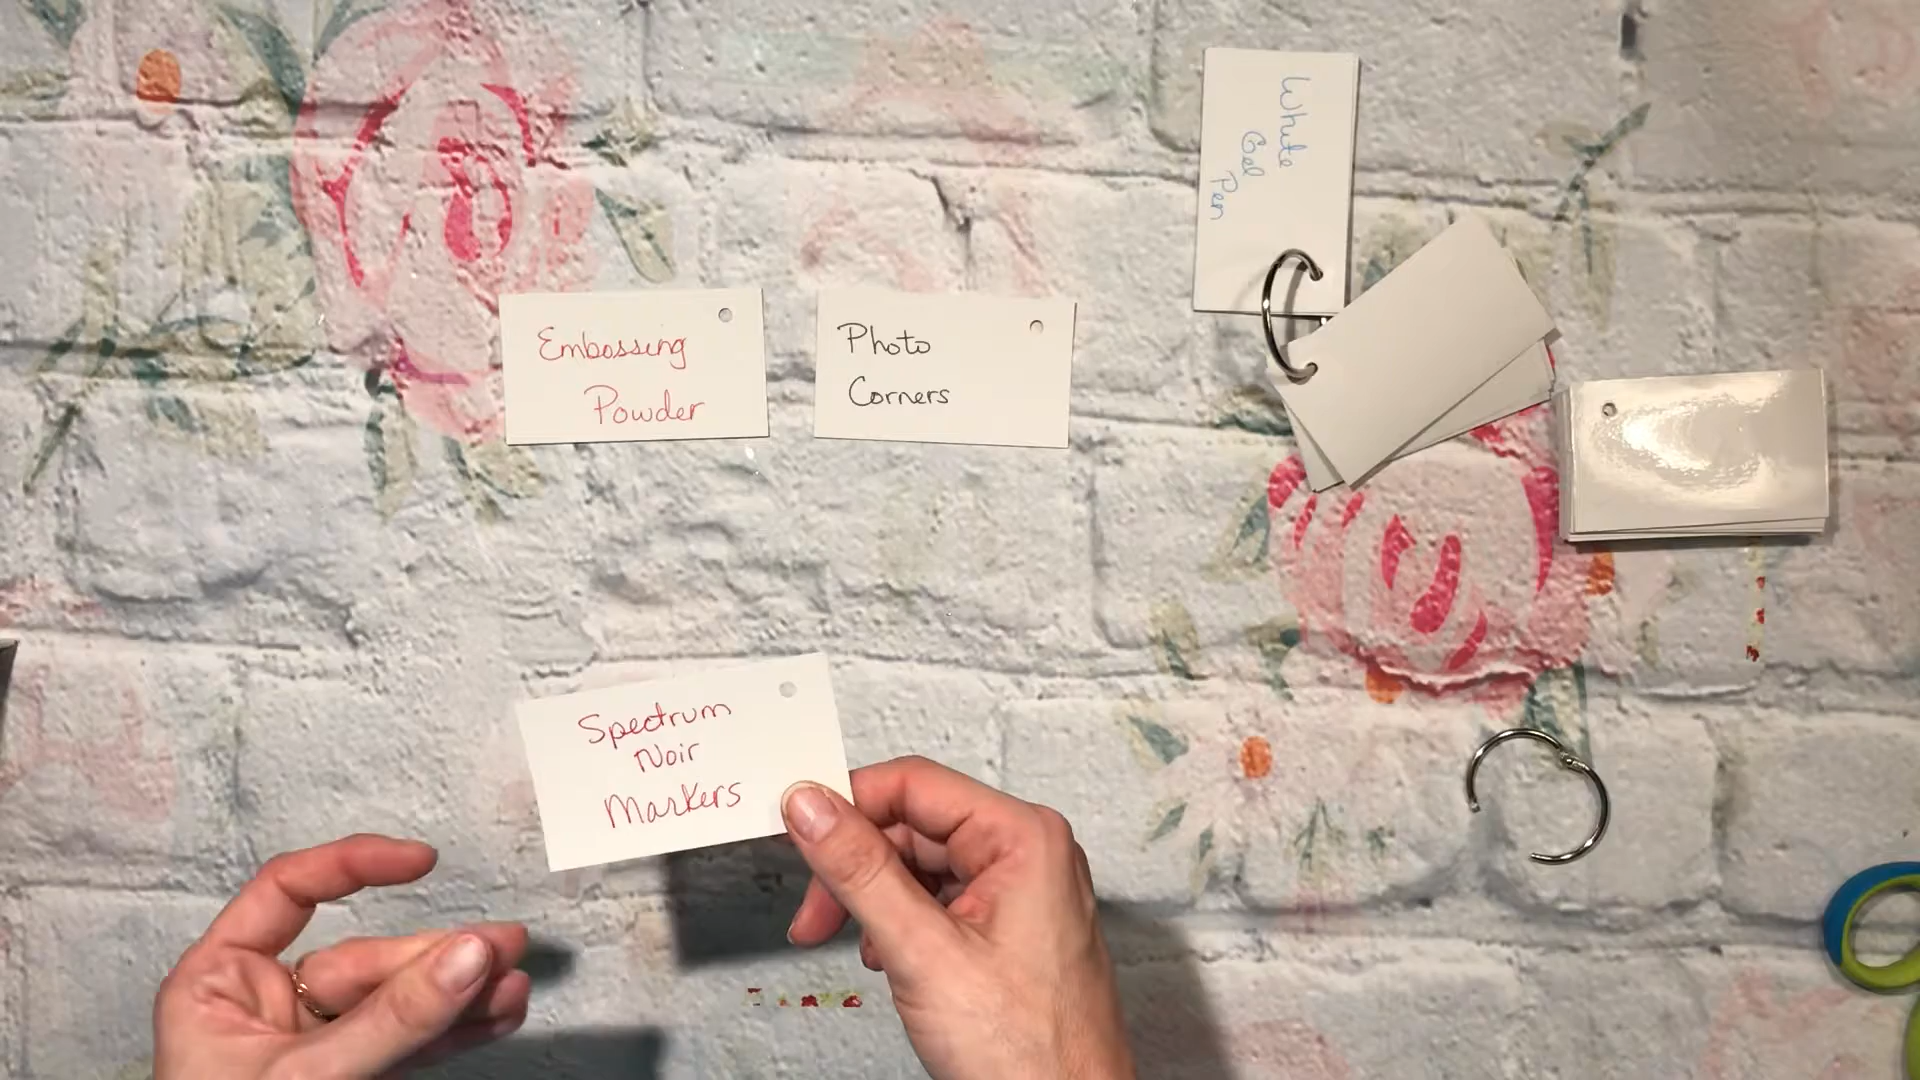 Embossing
Powder
Photo
Corners
White
Gel
Pen
Spectrum
Noir
Markers